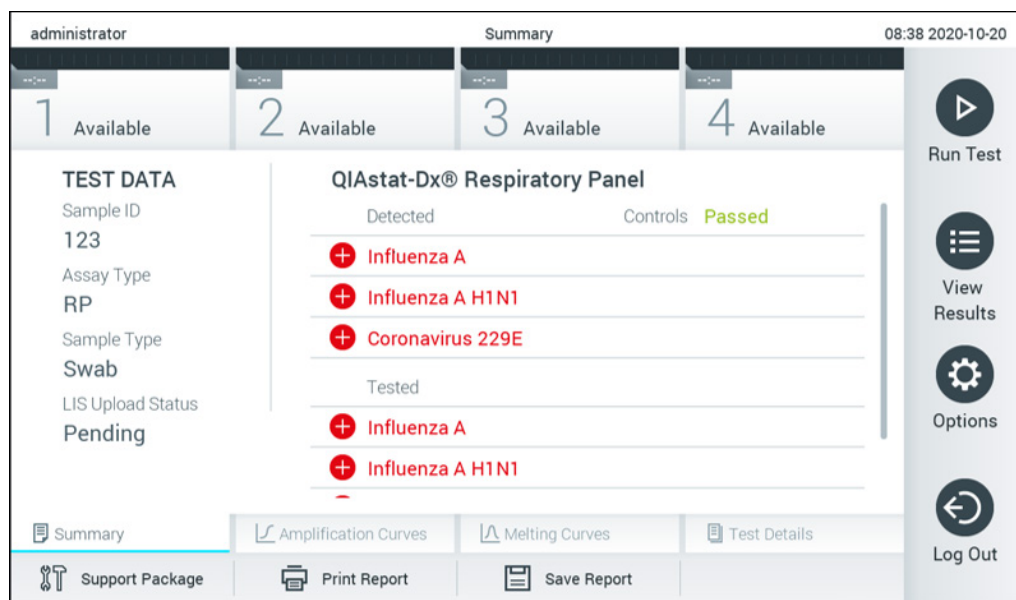 administrator
Summary
08:38 2020-10-20
--:--
--:--
--:--
--:--
1 Available
2 Available
3 Available
4 Available
Run Test
TEST DATA
Sample ID
123
Assay Type
RP
Sample Type
Swab
LIS Upload Status
Pending
QIAstat-Dx® Respiratory Panel
Detected
Controls Passed
Influenza A
Influenza A H1N1
Coronavirus 229E
Tested
Influenza A
Influenza A H1N1
View
Results
Options
Log Out
Summary
Amplification Curves
Melting Curves
Test Details
Support Package
Print Report
Save Report